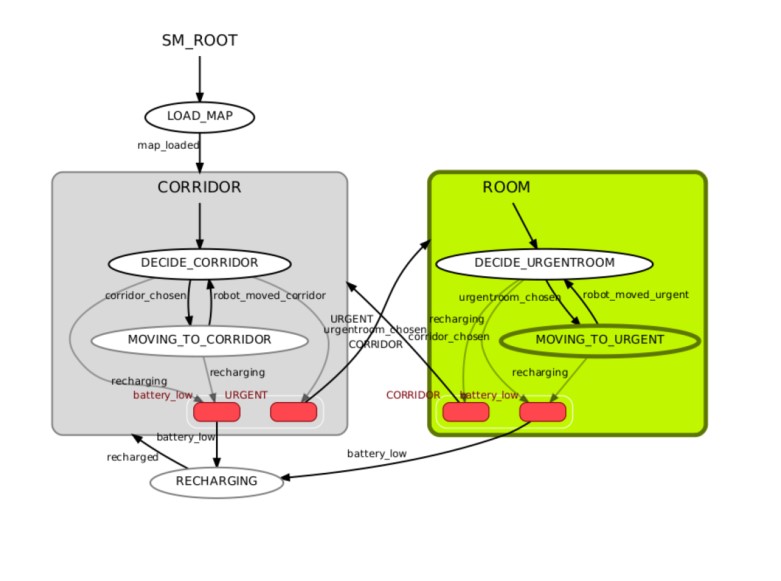 SM_ROOT
LOAD_MAP
map_loaded
CORRIDOR
ROOM
DECIDE_CORRIDOR
DECIDE_URGENTROOM
corridor_chosen
robot_moved_corridor
urgentroom_chosen
robot_moved_urgent
URGENT
recharging
urgentroom_chosen
corridor_chosen
CORRIDOR
MOVING_TO_CORRIDOR
MOVING_TO_URGENT
recharging
recharging
recharging
battery_low
URGENT
CORRIDOR
battery_low
battery_low
recharged
battery_low
RECHARGING